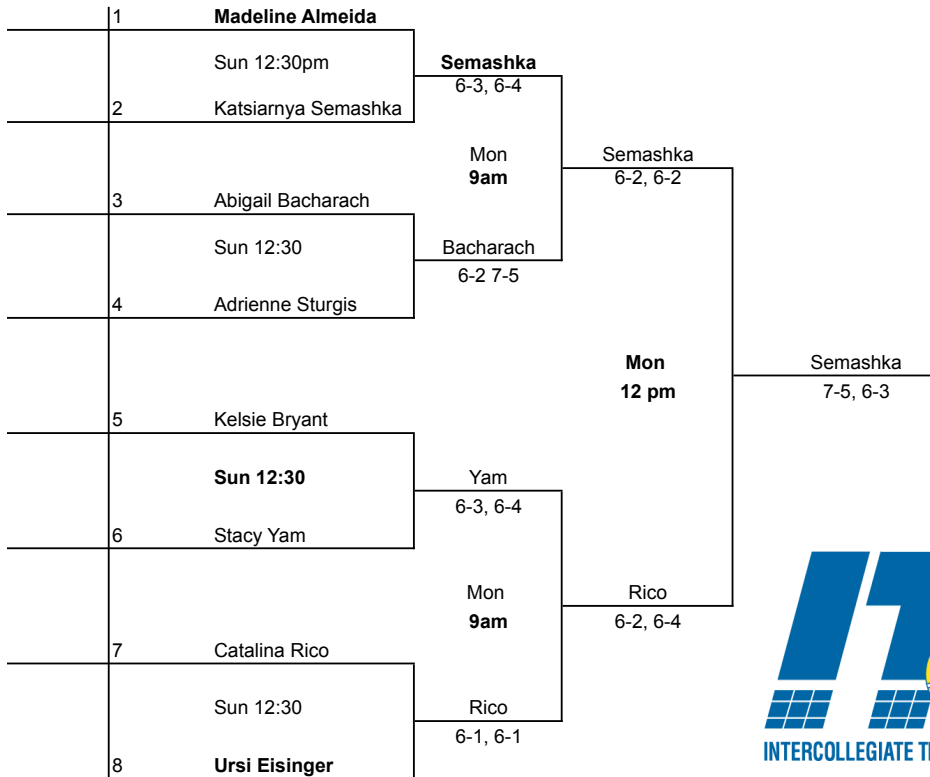 1 Madeline Almeida
Sun 12:30pm
Semashka
6-3, 6-4
2 Katsiarnya Semashka
Mon
9am
Semashka
6-2, 6-2
3 Abigail Bacharach
Sun 12:30
Bacharach
6-2 7-5
4 Adrienne Sturgis
Mon
12 pm
Semashka
7-5, 6-3
5 Kelsie Bryant
Sun 12:30
Yam
6-3, 6-4
6 Stacy Yam
Mon
9am
Rico
6-2, 6-4
7 Catalina Rico
Sun 12:30
Rico
6-1, 6-1
8 Ursi Eisinger
INTERCOLLEGIATE